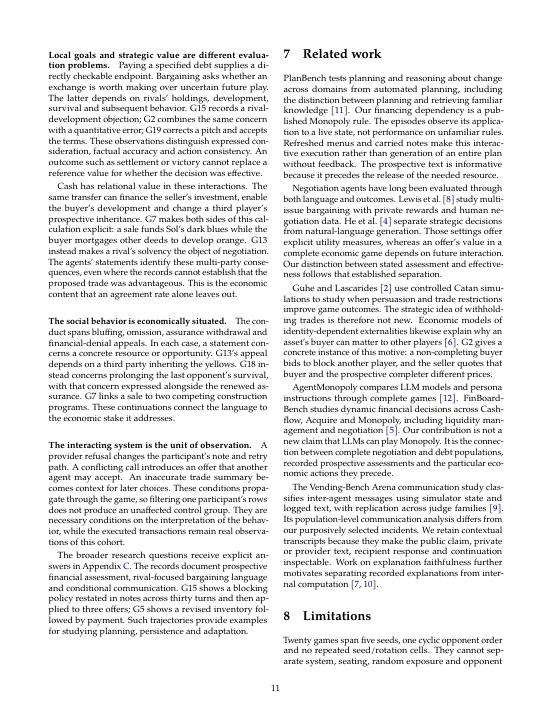 Local goals and strategic value are different evalua-
tion problems. Paying a specified debt supplies a di-
rectly checkable endpoint. Bargaining asks whether an
exchange is worth making over uncertain future play.
The latter depends on rivals' holdings, development,
survival and subsequent behavior. G15 records a rival-
development objection; G2 combines the same concern
with a quantitative error; G19 corrects a pitch and accepts
the terms. These observations distinguish expressed con-
sideration, factual accuracy and action consistency. An
outcome such as settlement or victory cannot replace a
reference value for whether the decision was effective.
Cash has relational value in these interactions. The
same transfer can finance the seller's investment, enable
the buyer's development and change a third player's
prospective inheritance. G7 makes both sides of this cal-
culation explicit: a sale funds Sol's dark blues while the
buyer mortgages other deeds to develop orange. G13
instead makes a rival's solvency the object of negotiation.
The agents' statements identify these multi-party conse-
quences, even where the records cannot establish that the
proposed trade was advantageous. This is the economic
content that an agreement rate alone leaves out.
The social behavior is economically situated. The con-
duct spans bluffing, omission, assurance withdrawal and
financial-denial appeals. In each case, a statement con-
cerns a concrete resource or opportunity. G13's appeal
depends on a third party inheriting the yellows. G18 in-
stead concerns prolonging the last opponent's survival,
with that concern expressed alongside the renewed as-
surance. G7 links a sale to two competing construction
programs. These continuations connect the language to
the economic stake it addresses.
The interacting system is the unit of observation. A
provider refusal changes the participant's note and retry
path. A conflicting call introduces an offer that another
agent may accept. An inaccurate trade summary be-
comes context for later choices. These conditions propa-
gate through the game, so filtering one participant's rows
does not produce an unaffected control group. They are
necessary conditions on the interpretation of the behav-
ior, while the executed transactions remain real observa-
tions of this cohort.
The broader research questions receive explicit an-
swers in Appendix C. The records document prospective
financial assessment, rival-focused bargaining language
and conditional communication. G15 shows a blocking
policy restated in notes across thirty turns and then ap-
plied to three offers; G5 shows a revised inventory fol-
lowed by payment. Such trajectories provide examples
for studying planning, persistence and adaptation.
7 Related work
PlanBench tests planning and reasoning about change
across domains from automated planning, including
the distinction between planning and retrieving familiar
knowledge [11]. Our financing dependency is a pub-
lished Monopoly rule. The episodes observe its applica-
tion to a live state, not performance on unfamiliar rules.
Refreshed menus and carried notes make this interac-
tive execution rather than generation of an entire plan
without feedback. The prospective text is informative
because it precedes the release of the needed resource.
Negotiation agents have long been evaluated through
both language and outcomes. Lewis et al. [8] study multi-
issue bargaining with private rewards and human ne-
gotiation data. He et al. [4] separate strategic decisions
from natural-language generation. Those settings offer
explicit utility measures, whereas an offer's value in a
complete economic game depends on future interaction.
Our distinction between stated assessment and effective-
ness follows that established separation.
Guhe and Lascarides [2] use controlled Catan simu-
lations to study when persuasion and trade restrictions
improve game outcomes. The strategic idea of withhold-
ing trades is therefore not new. Economic models of
identity-dependent externalities likewise explain why an
asset's buyer can matter to other players [6]. G2 gives a
concrete instance of this motive: a non-completing buyer
bids to block another player, and the seller quotes that
buyer and the prospective completer different prices.
AgentMonopoly compares LLM models and persona
instructions through complete games [12]. FinBoard-
Bench studies dynamic financial decisions across Cash-
flow, Acquire and Monopoly, including liquidity man-
agement and negotiation [5]. Our contribution is not a
new claim that LLMs can play Monopoly. It is the connec-
tion between complete negotiation and debt populations,
recorded prospective assessments and the particular eco-
nomic actions they precede.
The Vending-Bench Arena communication study clas-
sifies inter-agent messages using simulator state and
logged text, with replication across judge families [9].
Its population-level communication analysis differs from
our purposively selected incidents. We retain contextual
transcripts because they make the public claim, private
or provider text, recipient response and continuation
inspectable. Work on explanation faithfulness further
motivates separating recorded explanations from inter-
nal computation [7, 10].
8 Limitations
Twenty games span five seeds, one cyclic opponent order
and no repeated seed/rotation cells. They cannot sep-
arate system, seating, random exposure and opponent
11